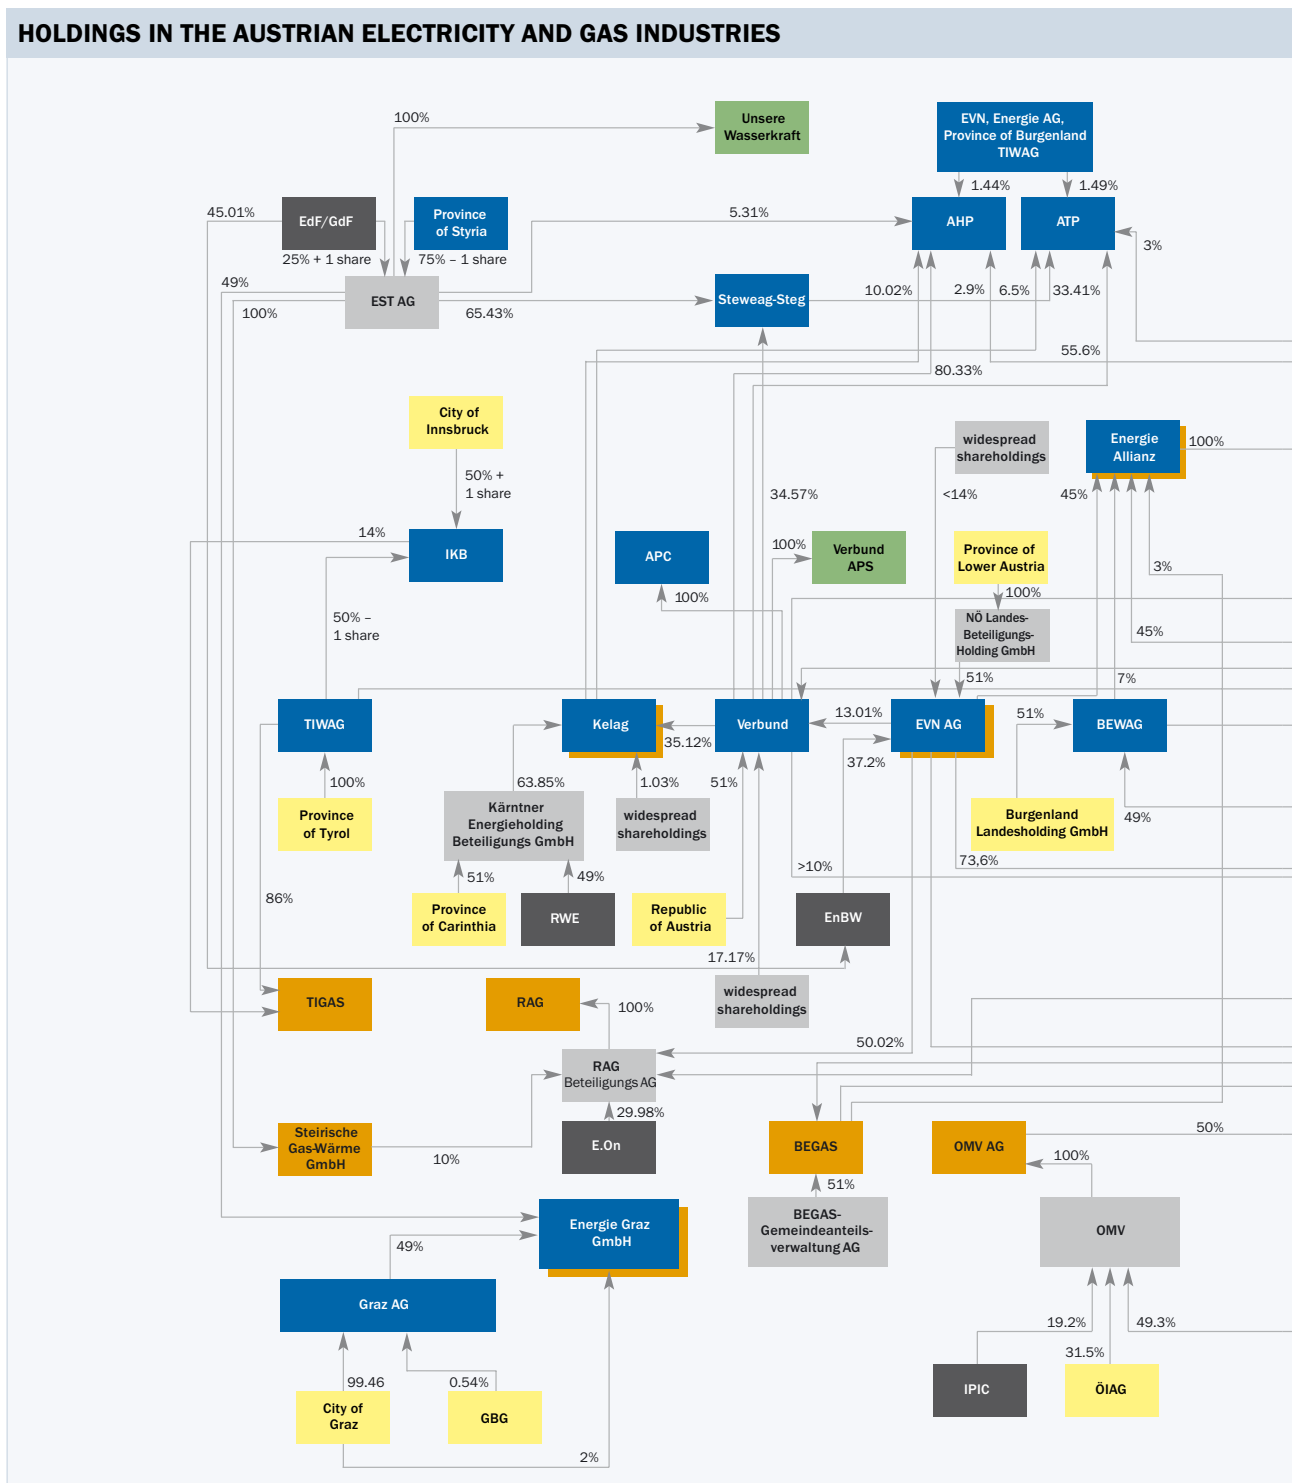 HOLDINGS IN THE AUSTRIAN ELECTRICITY AND GAS INDUSTRIES
100%
Unsere
Wasserkraft
EVN, Energie AG,
Province of Burgenland
TIWAG
1.44%
1.49%
45.01%
EdF/GdF
Province
of Styria
5.31%
AHP
ATP
3%
25% + 1 share
75% – 1 share
49%
100%
EST AG
65.43%
Steweag-Steg
10.02%
2.9%
6.5%
33.41%
55.6%
80.33%
City of
Innsbruck
50% +
1 share
widespread
shareholdings
Energie
Allianz
100%
34.57%
<14%
45%
14%
IKB
APC
100%
Verbund
APS
Province of
Lower Austria
3%
100%
100%
50% –
1 share
NÖ Landes-
Beteiligungs-
Holding GmbH
45%
51%
7%
TIWAG
Kelag
35.12%
Verbund
13.01%
EVN AG
51%
BEWAG
37.2%
100%
63.85%
1.03%
51%
Province
of Tyrol
Kärntner
Energieholding
Beteiligungs GmbH
widespread
shareholdings
Burgenland
Landesholding GmbH
49%
>10%
73,6%
51%
49%
86%
Province
of Carinthia
RWE
Republic
of Austria
EnBW
17.17%
TIGAS
RAG
100%
widespread
shareholdings
50.02%
RAG
Beteiligungs AG
29.98%
Steirische
Gas-Wärme
GmbH
10%
E.On
BEGAS
OMV AG
50%
100%
51%
BEGAS-
Gemeindeanteils-
verwaltung AG
OMV
Energie Graz
GmbH
49%
Graz AG
19.2%
49.3%
31.5%
99.46
0.54%
City of
Graz
GBG
IPIC
ÖIAG
2%